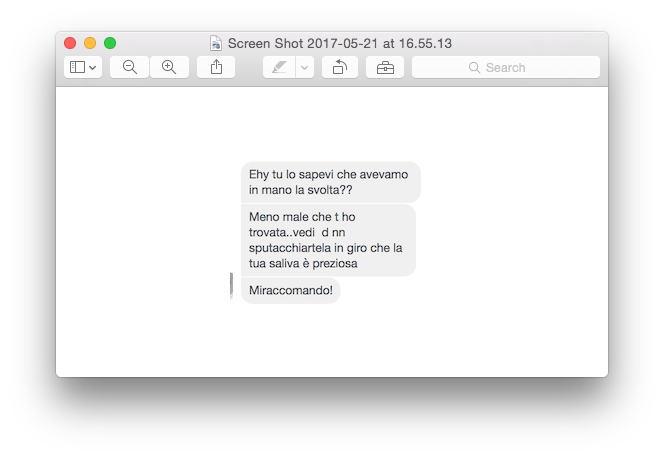 Screen Shot 2017-05-21 at 16.55.13
Search
Ehy tu lo sapevi che avevamo
in mano la svolta??
Meno male che t ho
trovata..vedi  d nn
sputacchiartela in giro che la
tua saliva è preziosa
Miraccomando!